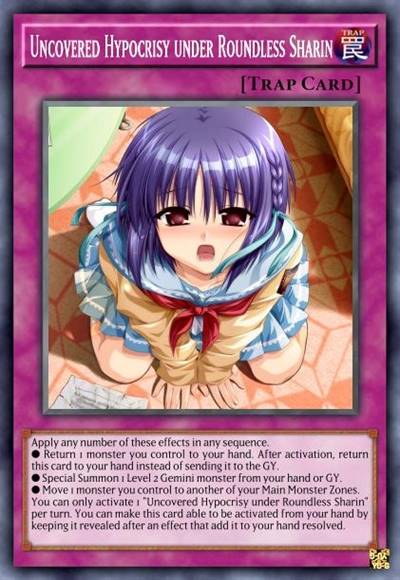 Uncovered Hypocrisy under Roundless Sharin
TRAP
罠
[Trap Card]
Apply any number of these effects in any sequence.
● Return 1 monster you control to your hand. After activation, return
this card to your hand instead of sending it to the GY.
● Special Summon 1 Level 2 Gemini monster from your hand or GY.
● Move 1 monster you control to another of your Main Monster Zones.
You can only activate 1 "Uncovered Hypocrisy under Roundless Sharin"
per turn. You can make this card able to be activated from your hand by
keeping it revealed after an effect that add it to your hand resolved.